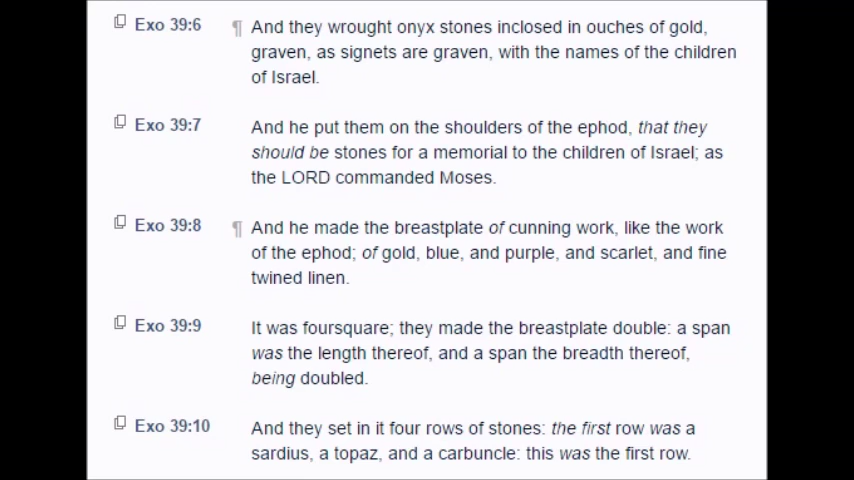 Exo 39:6 ¶ And they wrought onyx stones inclosed in ouches of gold,
graven, as signets are graven, with the names of the children
of Israel.
Exo 39:7 And he put them on the shoulders of the ephod, that they
should be stones for a memorial to the children of Israel; as
the LORD commanded Moses.
Exo 39:8 ¶ And he made the breastplate of cunning work, like the work
of the ephod; of gold, blue, and purple, and scarlet, and fine
twined linen.
Exo 39:9 It was foursquare; they made the breastplate double: a span
was the length thereof, and a span the breadth thereof,
being doubled.
Exo 39:10 And they set in it four rows of stones: the first row was a
sardius, a topaz, and a carbuncle: this was the first row.